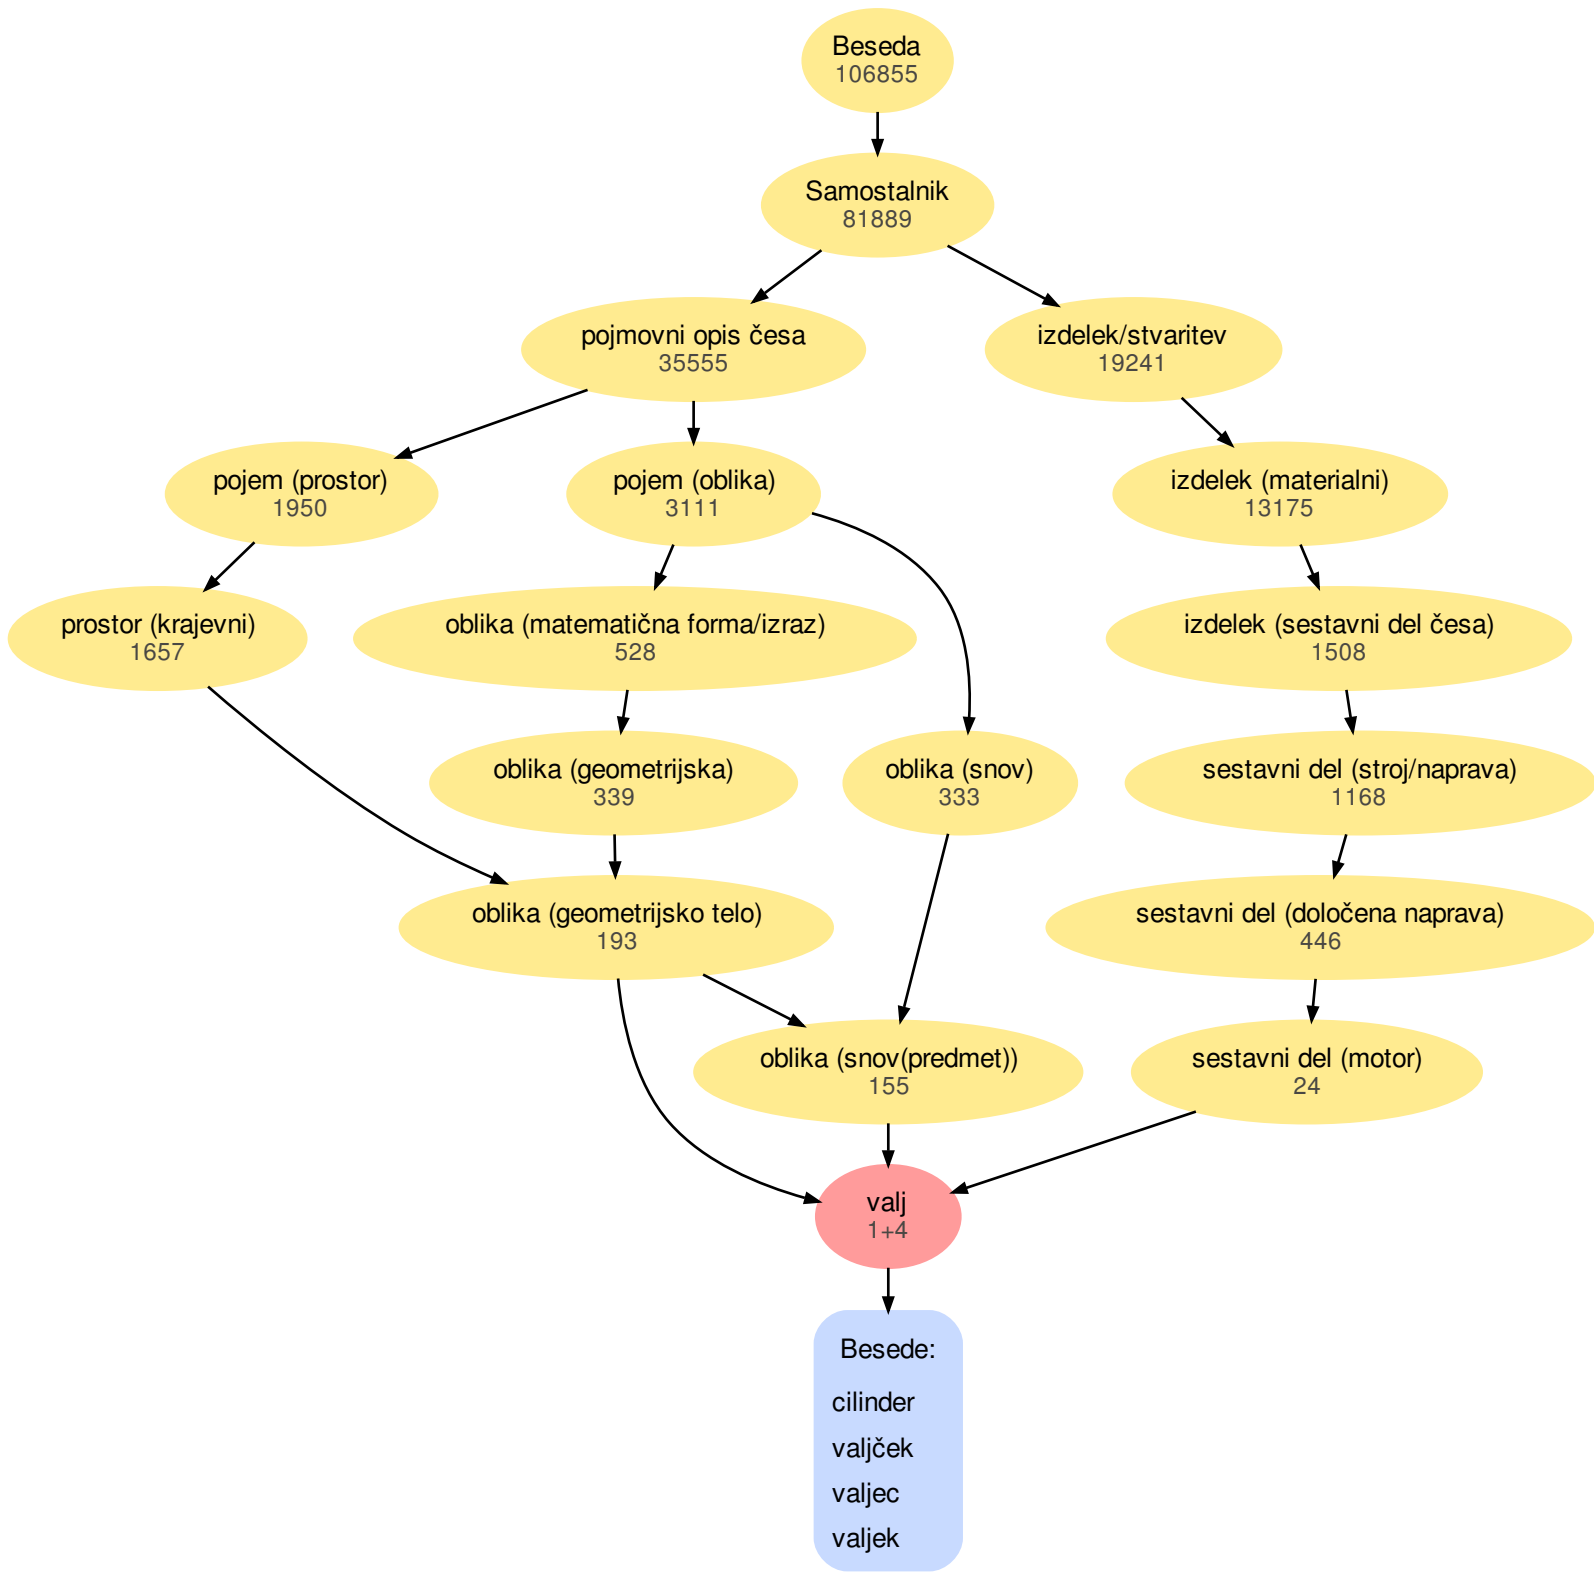 Beseda
106855
Samostalnik
81889
pojmovni opis česa
35555
izdelek/stvaritev
19241
pojem (prostor)
1950
pojem (oblika)
3111
izdelek (materialni)
13175
prostor (krajevni)
1657
oblika (matematična forma/izraz)
528
izdelek (sestavni del česa)
1508
oblika (geometrijska)
339
oblika (snov)
333
sestavni del (stroj/naprava)
1168
oblika (geometrijsko telo)
193
sestavni del (določena naprava)
446
oblika (snov(predmet))
155
sestavni del (motor)
24
valj
1+4
Besede:
cilinder
valjček
valjec
valjek